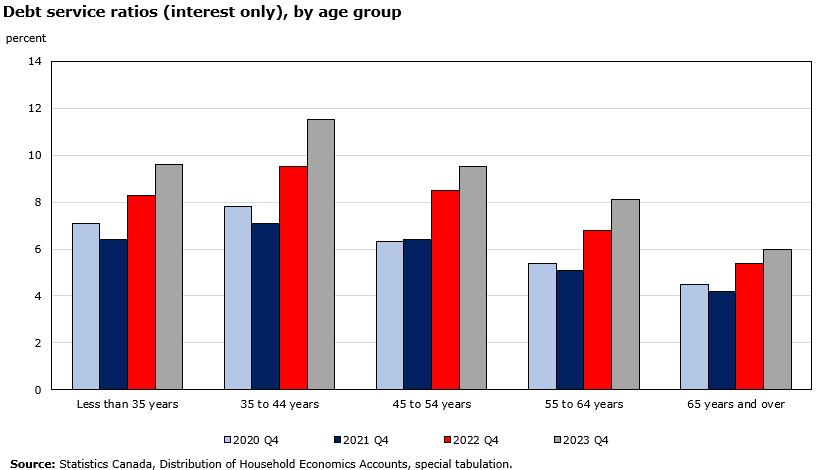 Debt service ratios (interest only), by age group
percent
14
12
10
8
6
4
2
0
Less than 35 years 35 to 44 years 45 to 54 years 55 to 64 years 65 years and over
2020 Q4 2021 Q4 2022 Q4 2023 Q4
Source: Statistics Canada, Distribution of Household Economics Accounts, special tabulation.